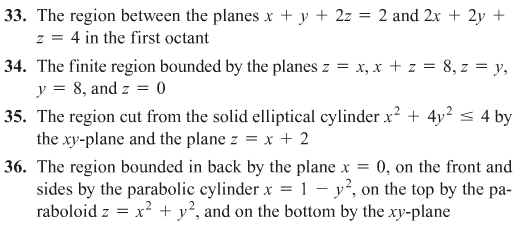 33. The region between the planes x + y + 2z = 2 and 2x + 2y +
z = 4 in the first octant
34. The finite region bounded by the planes z = x, x + z = 8, z = y,
y = 8, and z = 0
35. The region cut from the solid elliptical cylinder x² + 4y² ≤ 4 by
the xy-plane and the plane z = x + 2
36. The region bounded in back by the plane x = 0, on the front and
sides by the parabolic cylinder x = 1 − y², on the top by the pa-
raboloid z = x² + y², and on the bottom by the xy-plane